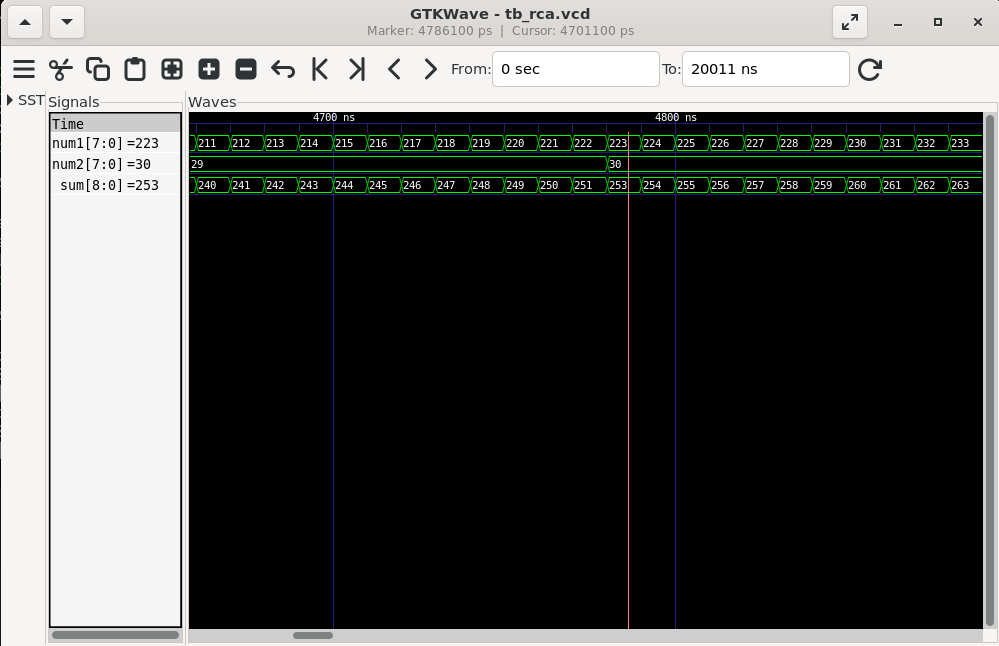 GTKWave - tb_rca.vcd
Marker: 4786100 ps | Cursor: 4701100 ps
From: 0 sec To: 20011 ns
SST
Signals
Waves
Time
num1[7:0] =223
num2[7:0] =30
sum[8:0] =253
4700 ns 4800 ns
211 212 213 214 215 216 217 218 219 220 221 222 223 224 225 226 227 228 229 230 231 232 233
29 30
240 241 242 243 244 245 246 247 248 249 250 251 253 254 255 256 257 258 259 260 261 262 263